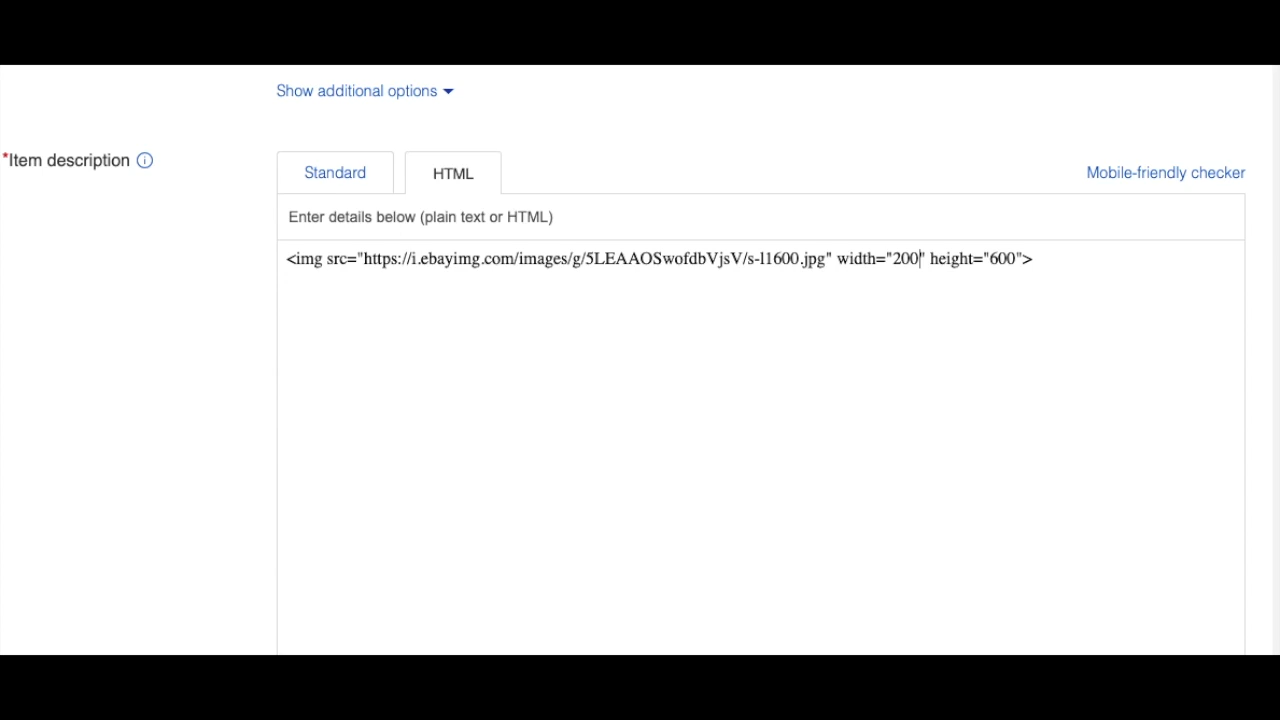 Show additional options
*Item description
Standard
HTML
Mobile-friendly checker
Enter details below (plain text or HTML)
<img src="https://i.ebayimg.com/images/g/5LEAAOSwofdbVjsV/s-l1600.jpg" width="200" height="600">